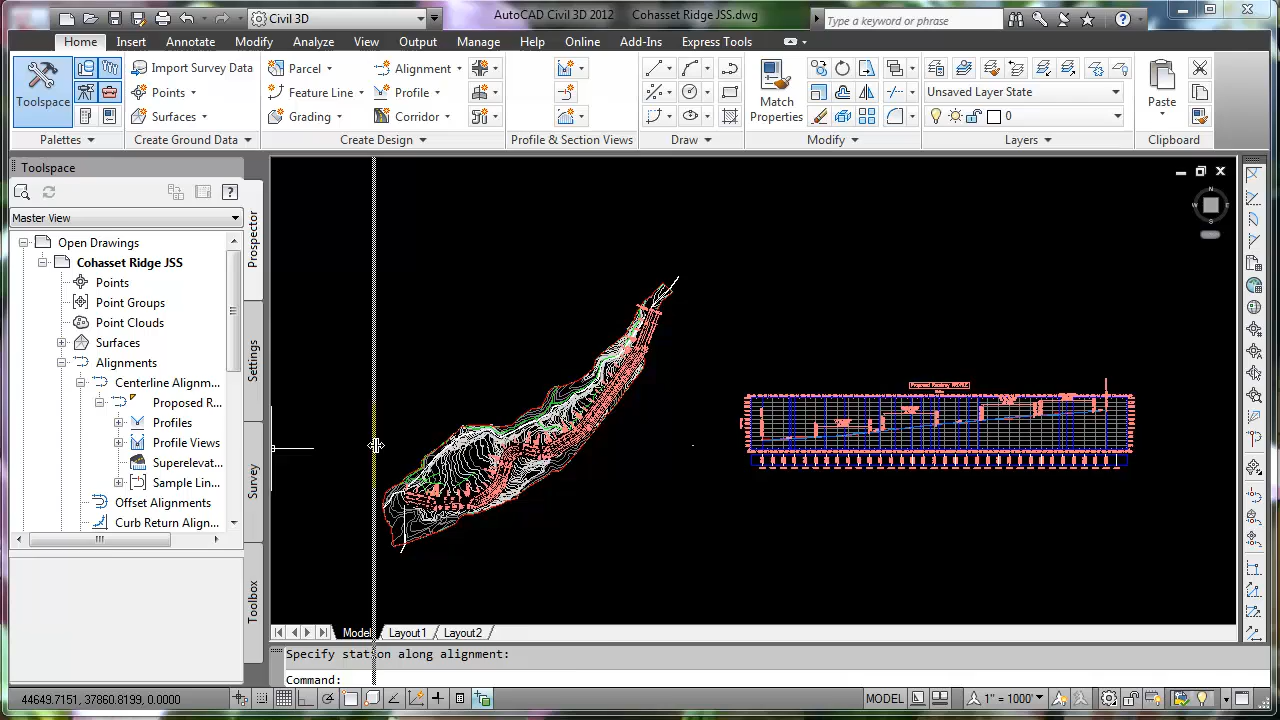 Civil 3D
AutoCAD Civil 3D 2012
Cohasset Ridge JSS.dwg
Type a keyword or phrase
Home
Insert
Annotate
Modify
Analyze
View
Output
Manage
Help
Online
Add-Ins
Express Tools
Toolspace
Import Survey Data
Points
Surfaces
Parcel
Feature Line
Grading
Alignment
Profile
Corridor
Match
Properties
Unsaved Layer State
0
Paste
Palettes
Create Ground Data
Create Design
Profile & Section Views
Draw
Modify
Layers
Clipboard
Toolspace
Master View
Open Drawings
Cohasset Ridge JSS
Points
Point Groups
Point Clouds
Surfaces
Alignments
Centerline Alignm...
Proposed R...
Profiles
Profile Views
Superelevat...
Sample Lin...
Offset Alignments
Curb Return Align...
Prospector
Settings
Survey
Toolbox
N
W
E
S
Model
Layout1
Layout2
Specify station along alignment:
Command:
44649.7151, 37860.8199, 0.0000
MODEL
1" = 1000'